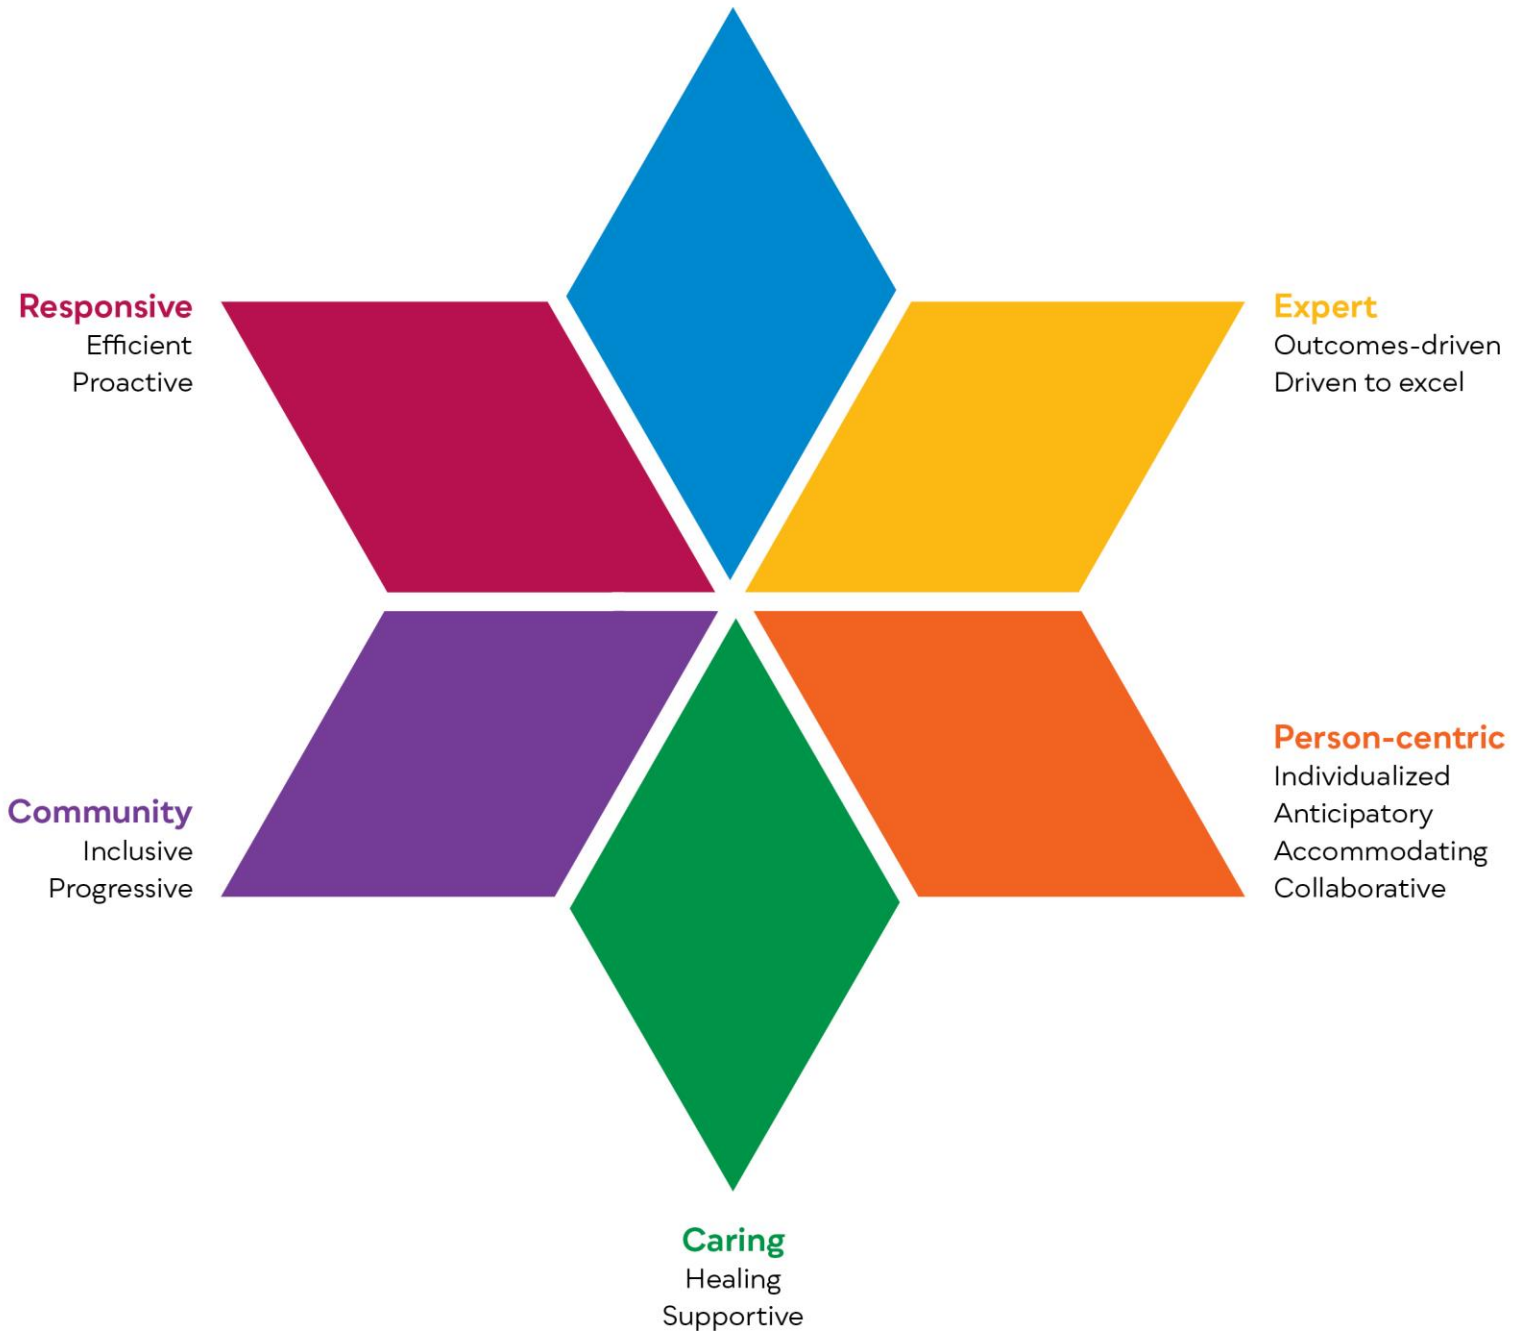 Responsive
Efficient
Proactive
Expert
Outcomes-driven
Driven to excel
Community
Inclusive
Progressive
Person-centric
Individualized
Anticipatory
Accommodating
Collaborative
Caring
Healing
Supportive